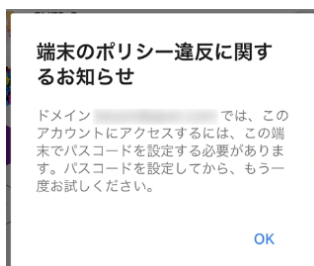 端末のポリシー違反に関す
るお知らせ
ドメイン では、この
アカウントにアクセスするには、この端
末でパスコードを設定する必要がありま
す。パスコードを設定してから、もう一
度お試しください。
OK